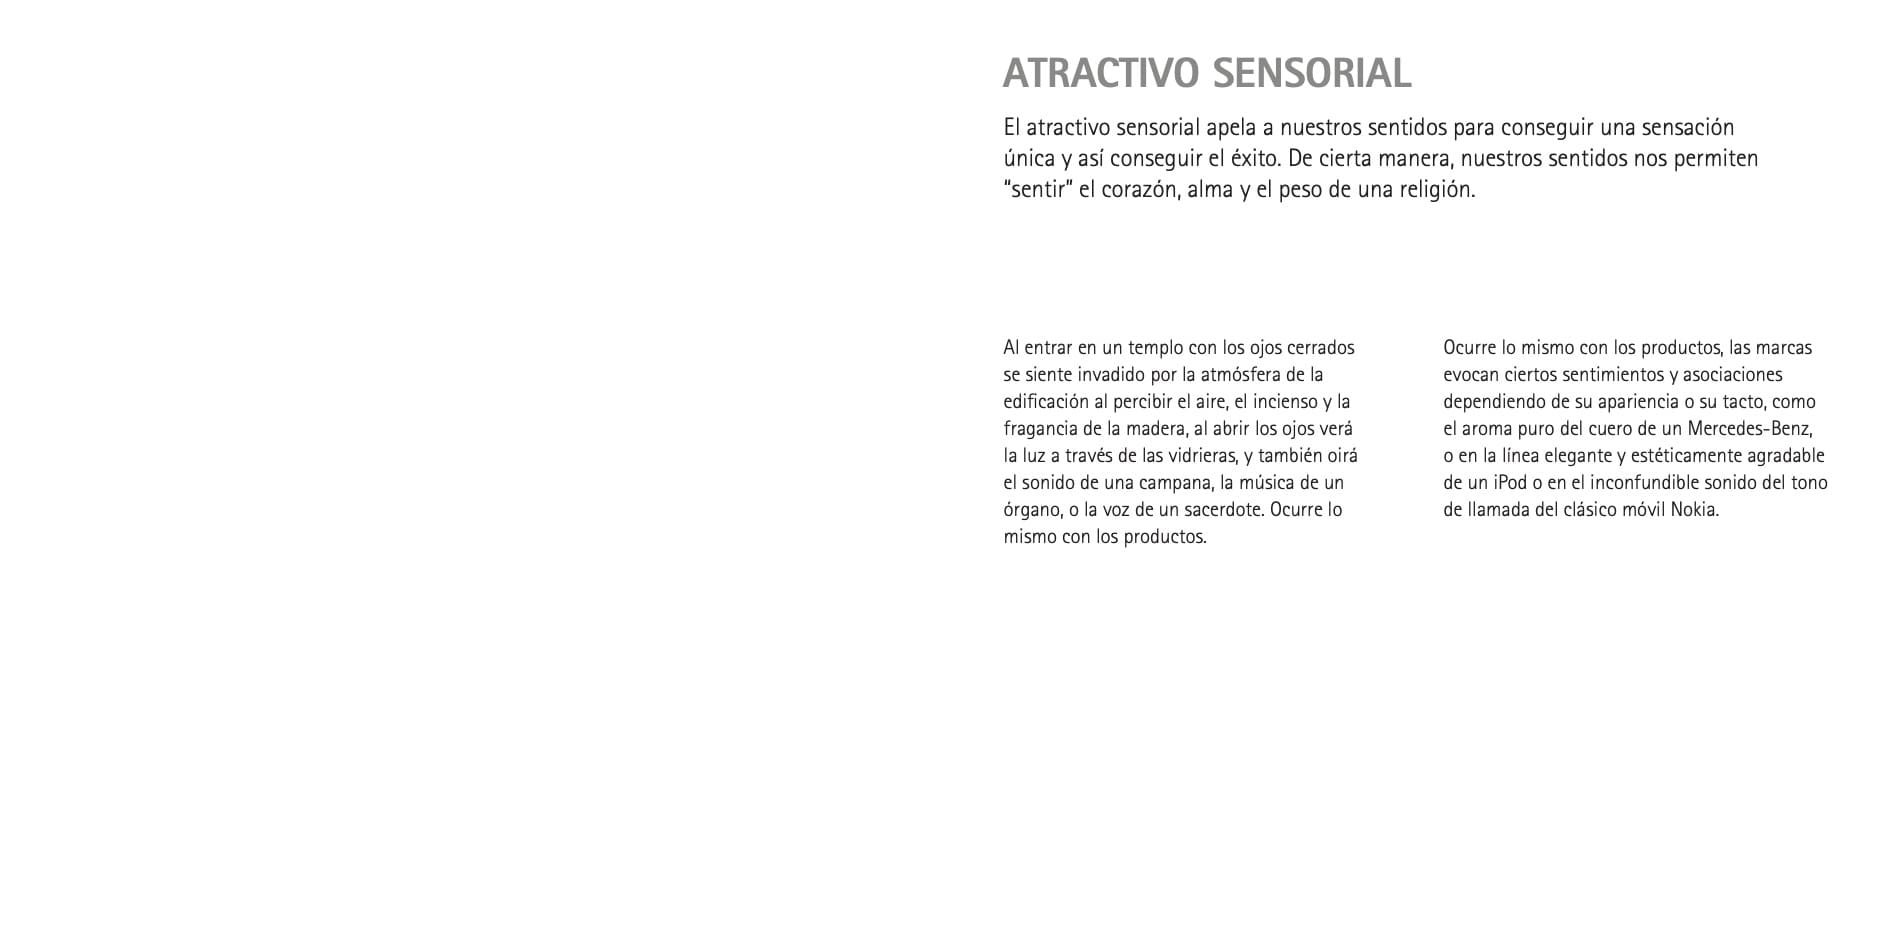 ATRACTIVO SENSORIAL
El atractivo sensorial apela a nuestros sentidos para conseguir una sensación
única y así conseguir el éxito. De cierta manera, nuestros sentidos nos permiten
“sentir” el corazón, alma y el peso de una religión.
Al entrar en un templo con los ojos cerrados
se siente invadido por la atmósfera de la
edificación al percibir el aire, el incienso y la
fragancia de la madera, al abrir los ojos verá
la luz a través de las vidrieras, y también oirá
el sonido de una campana, la música de un
órgano, o la voz de un sacerdote. Ocurre lo
mismo con los productos.
Ocurre lo mismo con los productos, las marcas
evocan ciertos sentimientos y asociaciones
dependiendo de su apariencia o su tacto, como
el aroma puro del cuero de un Mercedes-Benz,
o en la línea elegante y estéticamente agradable
de un iPod o en el inconfundible sonido del tono
de llamada del clásico móvil Nokia.